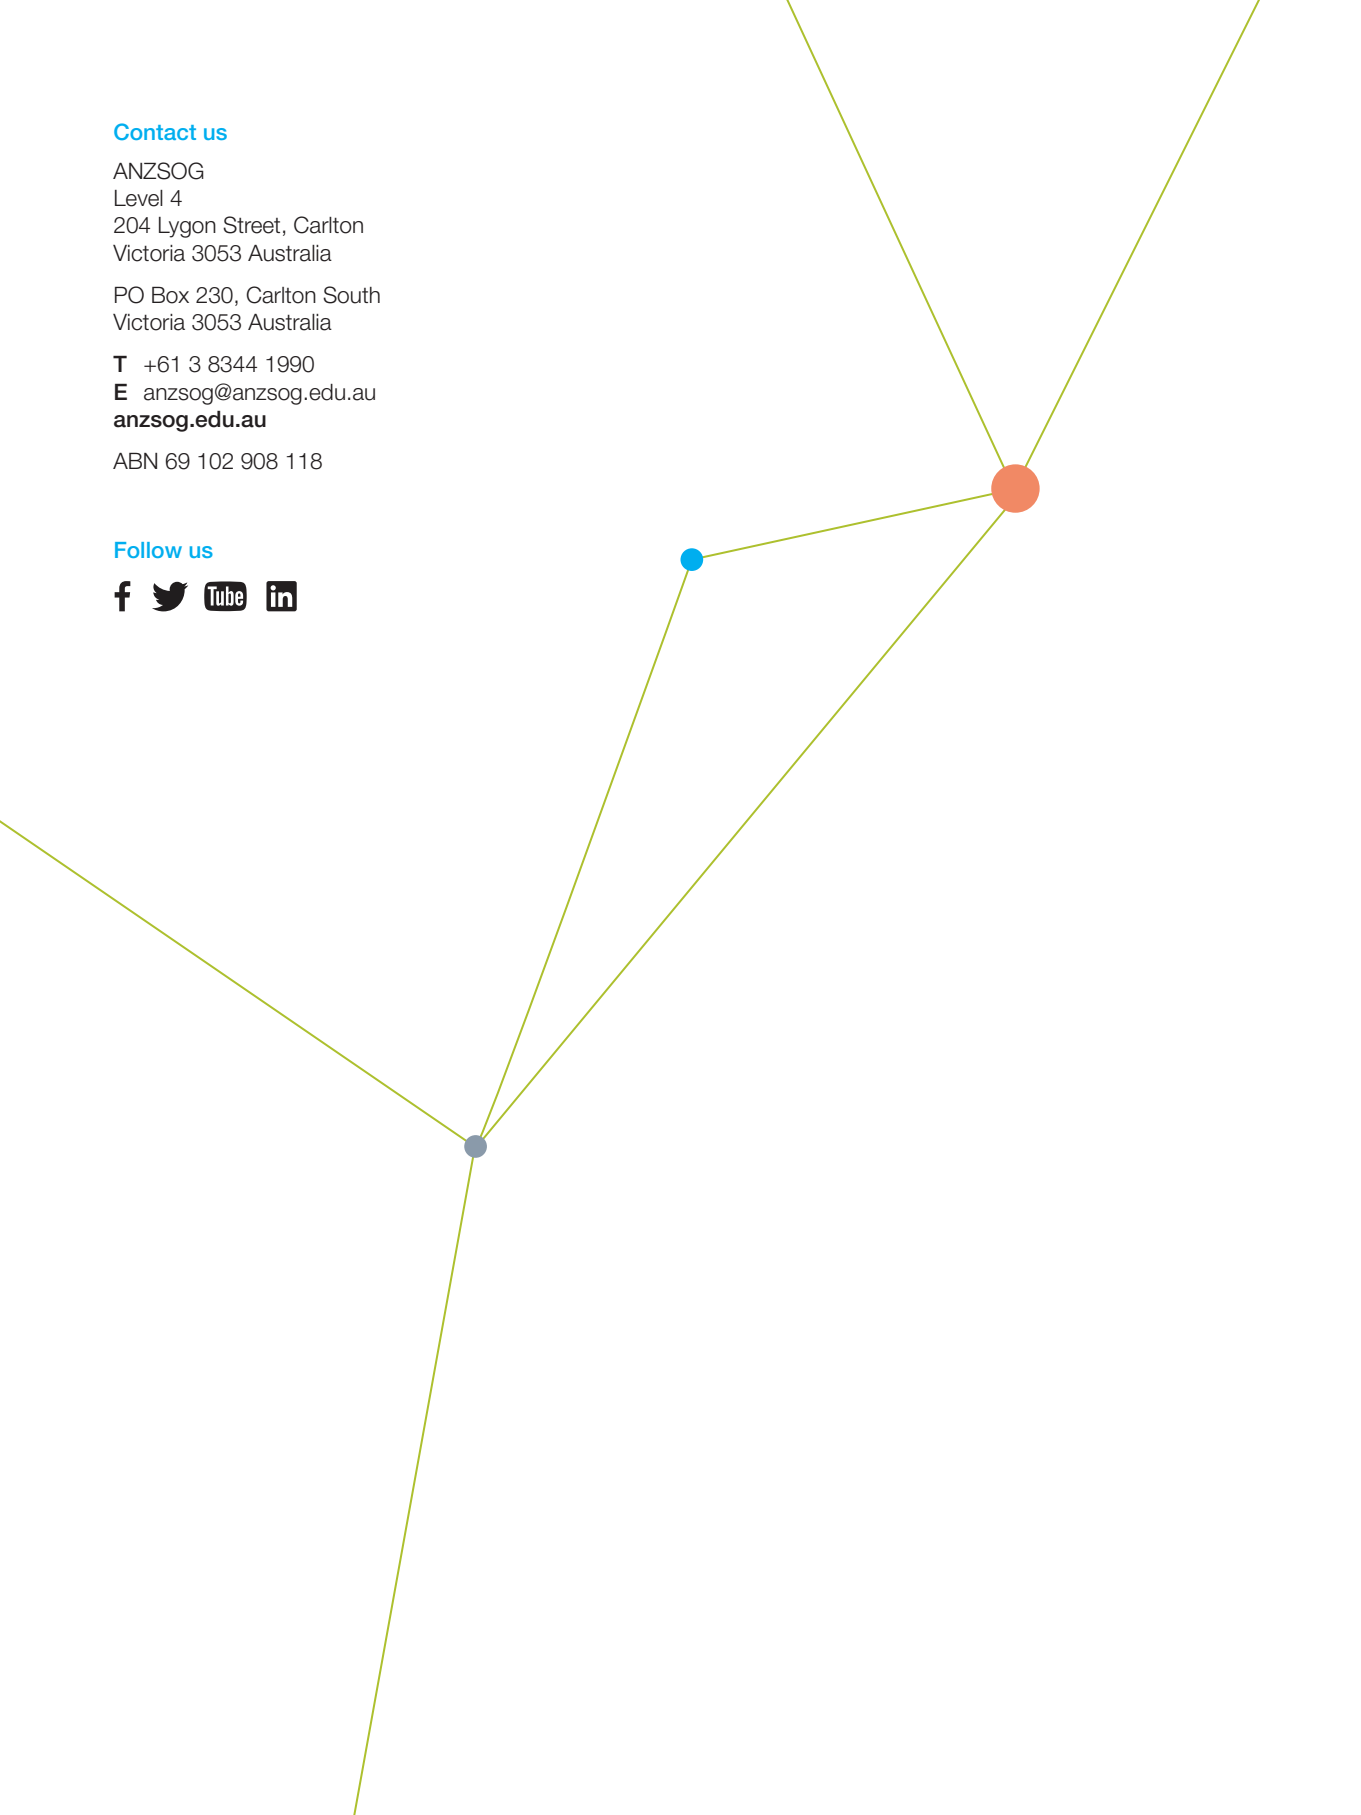 Contact us
ANZSOG
Level 4
204 Lygon Street, Carlton
Victoria 3053 Australia
PO Box 230, Carlton South
Victoria 3053 Australia
T +61 3 8344 1990
E anzsog@anzsog.edu.au
anzsog.edu.au
ABN 69 102 908 118
Follow us
f Tube in